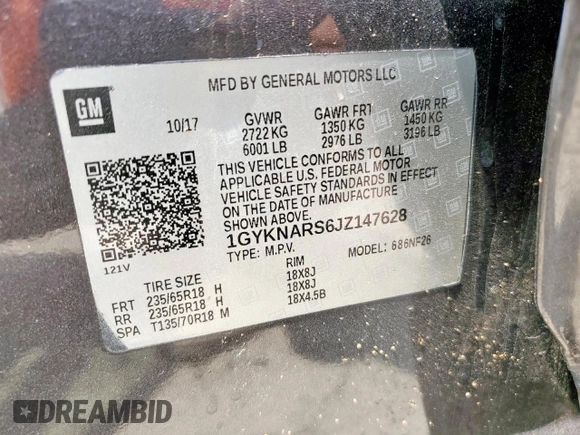 MFD BY GENERAL MOTORS LLC
GM
10/17
GVWR GAWR FRT GAWR RR
2722 KG 1350 KG 1450 KG
6001 LB 2976 LB 3196 LB
THIS VEHICLE CONFORMS TO ALL
APPLICABLE U.S. FEDERAL MOTOR
VEHICLE SAFETY STANDARDS IN EFFECT
ON THE DATE OF MANUFACTURE
SHOWN ABOVE.
1GYKNARS6JZ147628
TYPE: M.P.V. MODEL: 686NF26
121V
TIRE SIZE RIM
FRT 235/65R18 H 18X8J
RR 235/65R18 H 18X8J
SPA T135/70R18 M 18X4.5B
DREAMBID